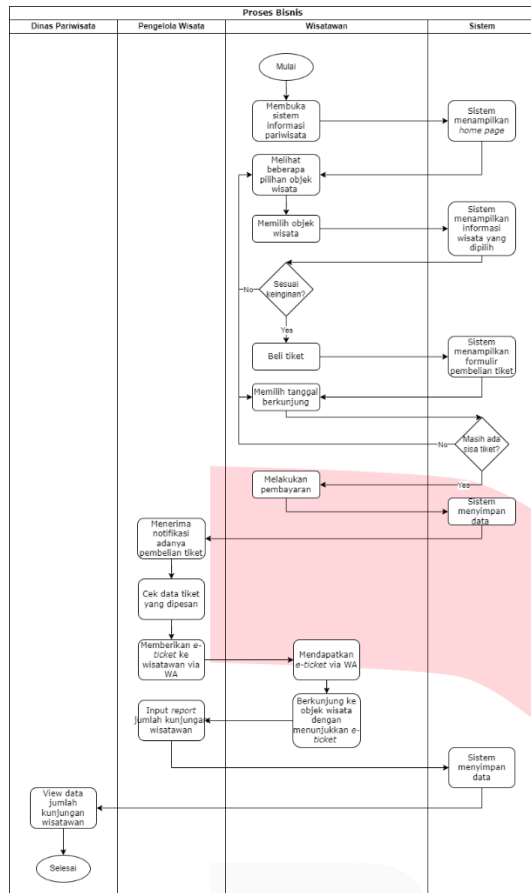 Proses Bisnis
Dinas Pariwisata
Pengelola Wisata
Wisatawan
Sistem
Mulai
Membuka
sistem
informasi
pariwisata
Sistem
menampilkan
home page
Melihat
beberapa
pilihan objek
wisata
Memilih objek
wisata
Sistem
menampilkan
informasi
wisata yang
dipilih
Sesuai
keinginan?
No
Yes
Beli tiket
Sistem
menampilkan
formulir
pembelian tiket
Memilih tanggal
berkunjung
Masih ada
sisa tiket?
No
Yes
Melakukan
pembayaran
Sistem
menyimpan
data
Menerima
notifikasi
adanya
pembelian tiket
Cek data tiket
yang dipesan
Memberikan e-
ticket ke
wisatawan via
WA
Mendapatkan
e-ticket via WA
Berkunjung ke
objek wisata
dengan
menunjukkan e-
ticket
Input report
jumlah kunjungan
wisatawan
Sistem
menyimpan
data
View data
jumlah
kunjungan
wisatawan
Selesai